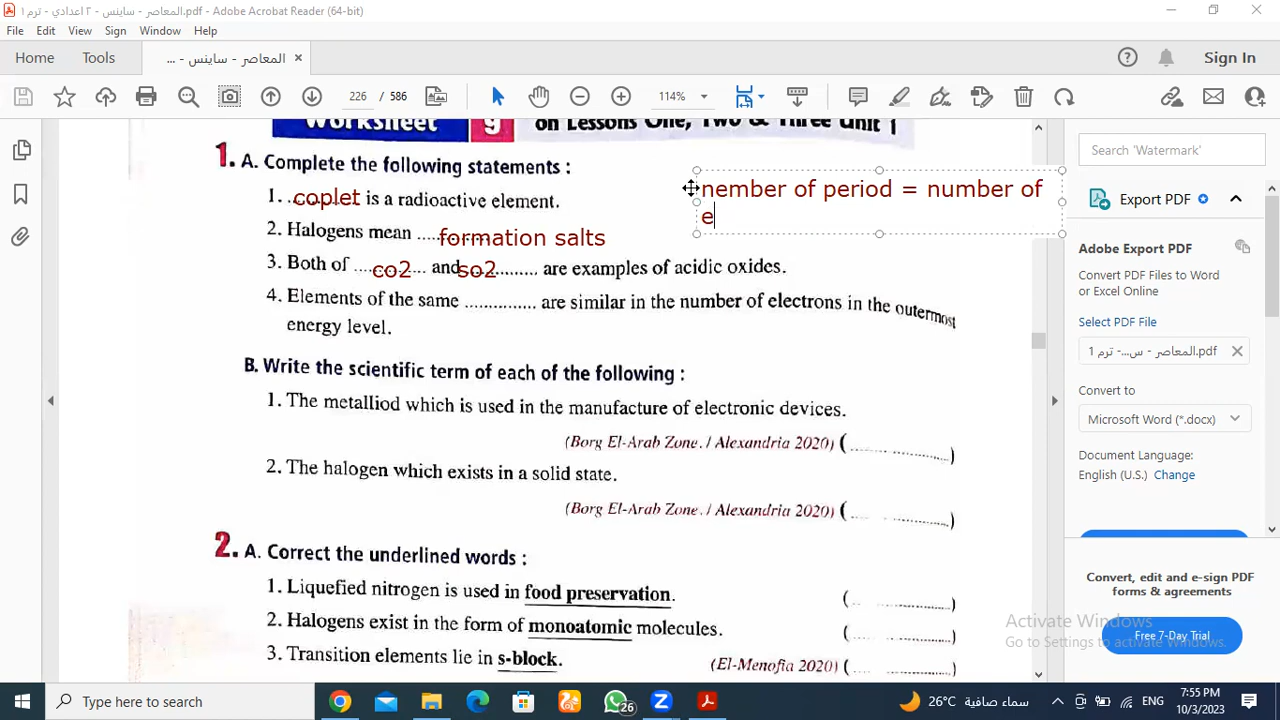 المعاصر - ساينس - ٢ اعدادي - ترم ١.pdf - Adobe Acrobat Reader (64-bit)
File Edit View Sign Window Help
Home Tools المعاصر - ساينس - ... × Sign In
226 / 586 114%
Worksheet 9 on Lessons One, Two & Three Unit 1
1. A. Complete the following statements :
nember of period = number of
e
1. coplet is a radioactive element.
2. Halogens mean ....formation salts
3. Both of ...co2... and so2......... are examples of acidic oxides.
4. Elements of the same ............... are similar in the number of electrons in the outermost
energy level.
B. Write the scientific term of each of the following :
1. The metalliod which is used in the manufacture of electronic devices.
(Borg El-Arab Zone. / Alexandria 2020) (....................)
2. The halogen which exists in a solid state.
(Borg El-Arab Zone. / Alexandria 2020) (....................)
2. A. Correct the underlined words :
1. Liquefied nitrogen is used in food preservation. (....................)
2. Halogens exist in the form of monoatomic molecules. (....................)
3. Transition elements lie in s-block. (El-Menofia 2020) (....................)
Search 'Watermark'
Export PDF
Adobe Export PDF
Convert PDF Files to Word
or Excel Online
Select PDF File
المعاصر - س...- ترم 1.pdf ×
Convert to
Microsoft Word (*.docx)
Document Language:
English (U.S.) Change
Convert, edit and e-sign PDF
forms & agreements
Free 7-Day Trial
Activate Windows
Go to Settings to activate Windows.
Type here to search
26
26°C سماء صافية
ENG
7:55 PM
10/3/2023